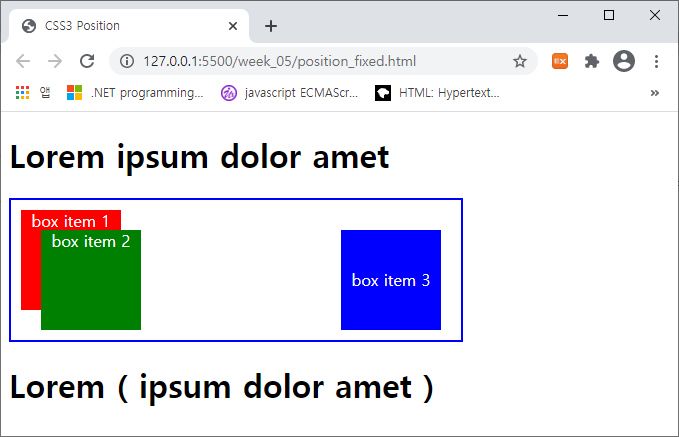 CSS3 Position
127.0.0.1:5500/week_05/position_fixed.html
앱
.NET programming...
javascript ECMAScr...
HTML: Hypertext...
Lorem ipsum dolor amet
box item 1
box item 2
box item 3
Lorem ( ipsum dolor amet )